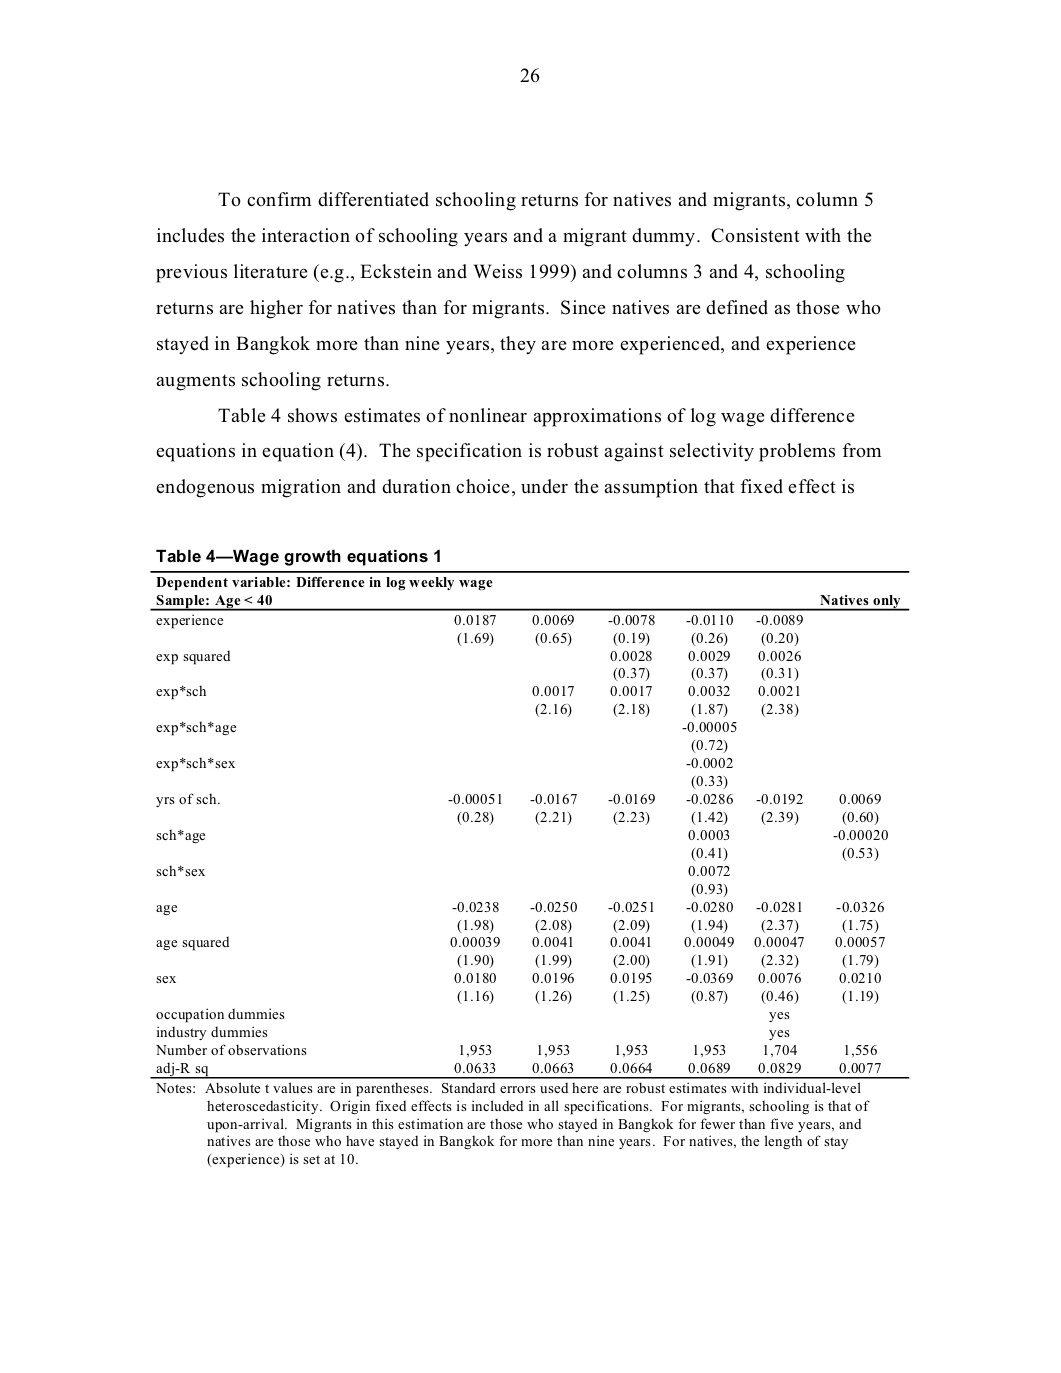 26
To confirm differentiated schooling returns for natives and migrants, column 5
includes the interaction of schooling years and a migrant dummy. Consistent with the
previous literature (e.g., Eckstein and Weiss 1999) and columns 3 and 4, schooling
returns are higher for natives than for migrants. Since natives are defined as those who
stayed in Bangkok more than nine years, they are more experienced, and experience
augments schooling returns.
Table 4 shows estimates of nonlinear approximations of log wage difference
equations in equation (4). The specification is robust against selectivity problems from
endogenous migration and duration choice, under the assumption that fixed effect is
Table 4—Wage growth equations 1
Dependent variable: Difference in log weekly wage
Sample: Age < 40 Natives only
experience 0.0187 0.0069 -0.0078 -0.0110 -0.0089
(1.69) (0.65) (0.19) (0.26) (0.20)
exp squared 0.0028 0.0029 0.0026
(0.37) (0.37) (0.31)
exp*sch 0.0017 0.0017 0.0032 0.0021
(2.16) (2.18) (1.87) (2.38)
exp*sch*age -0.00005
(0.72)
exp*sch*sex -0.0002
(0.33)
yrs of sch. -0.00051 -0.0167 -0.0169 -0.0286 -0.0192 0.0069
(0.28) (2.21) (2.23) (1.42) (2.39) (0.60)
sch*age 0.0003 -0.00020
(0.41) (0.53)
sch*sex 0.0072
(0.93)
age -0.0238 -0.0250 -0.0251 -0.0280 -0.0281 -0.0326
(1.98) (2.08) (2.09) (1.94) (2.37) (1.75)
age squared 0.00039 0.0041 0.0041 0.00049 0.00047 0.00057
(1.90) (1.99) (2.00) (1.91) (2.32) (1.79)
sex 0.0180 0.0196 0.0195 -0.0369 0.0076 0.0210
(1.16) (1.26) (1.25) (0.87) (0.46) (1.19)
occupation dummies yes
industry dummies yes
Number of observations 1,953 1,953 1,953 1,953 1,704 1,556
adj-R sq 0.0633 0.0663 0.0664 0.0689 0.0829 0.0077
Notes: Absolute t values are in parentheses. Standard errors used here are robust estimates with individual-level
heteroscedasticity. Origin fixed effects is included in all specifications. For migrants, schooling is that of
upon-arrival. Migrants in this estimation are those who stayed in Bangkok for fewer than five years, and
natives are those who have stayed in Bangkok for more than nine years. For natives, the length of stay
(experience) is set at 10.